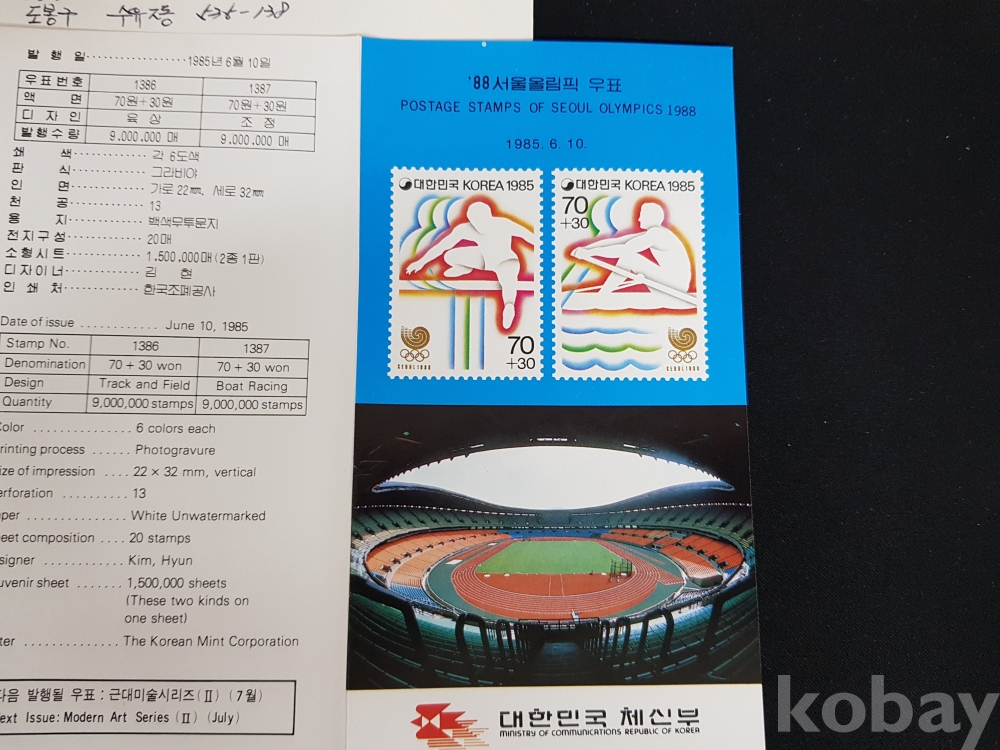 도봉구 수유2동 535-138
발 행 일 1985년 6월 10일
우표번호 1386 1387
액 면 70원+30원 70원+30원
디 자 인 육 상 조 정
발행수량 9.000.000 매 9.000.000 매
쇄 색 각 6도색
판 식 그라비아
인 면 가로 22mm, 세로 32mm
천 공 13
용 지 백색무투문지
전지구성 20매
소형시트 1.500.000매(2종 1판)
디자이너 김 현
인 쇄 처 한국조폐공사
Date of issue ............ June 10, 1985
Stamp No. 1386 1387
Denomination 70 + 30 won 70 + 30 won
Design Track and Field Boat Racing
Quantity 9,000,000 stamps 9,000,000 stamps
olor ............... 6 colors each
rinting process ...... Photogravure
ize of impression .... 22 × 32 mm, vertical
erforation .......... 13
per ............... White Unwatermarked
eet composition .... 20 stamps
signer ........... Kim, Hyun
uvenir sheet ....... 1,500,000 sheets
(These two kinds on
one sheet)
ter .............. The Korean Mint Corporation
다음 발행될 우표 : 근대미술시리즈(Ⅱ) (7월)
ext Issue: Modern Art Series (Ⅱ) (July)
'88서울올림픽 우표
POSTAGE STAMPS OF SEOUL OLYMPICS 1988
1985. 6. 10.
대한민국 KOREA 1985
70
+30
SEOUL 1988
대한민국 KOREA 1985
70
+30
SEOUL 1988
대한민국 체신부
MINISTRY OF COMMUNICATIONS REPUBLIC OF KOREA
kobay